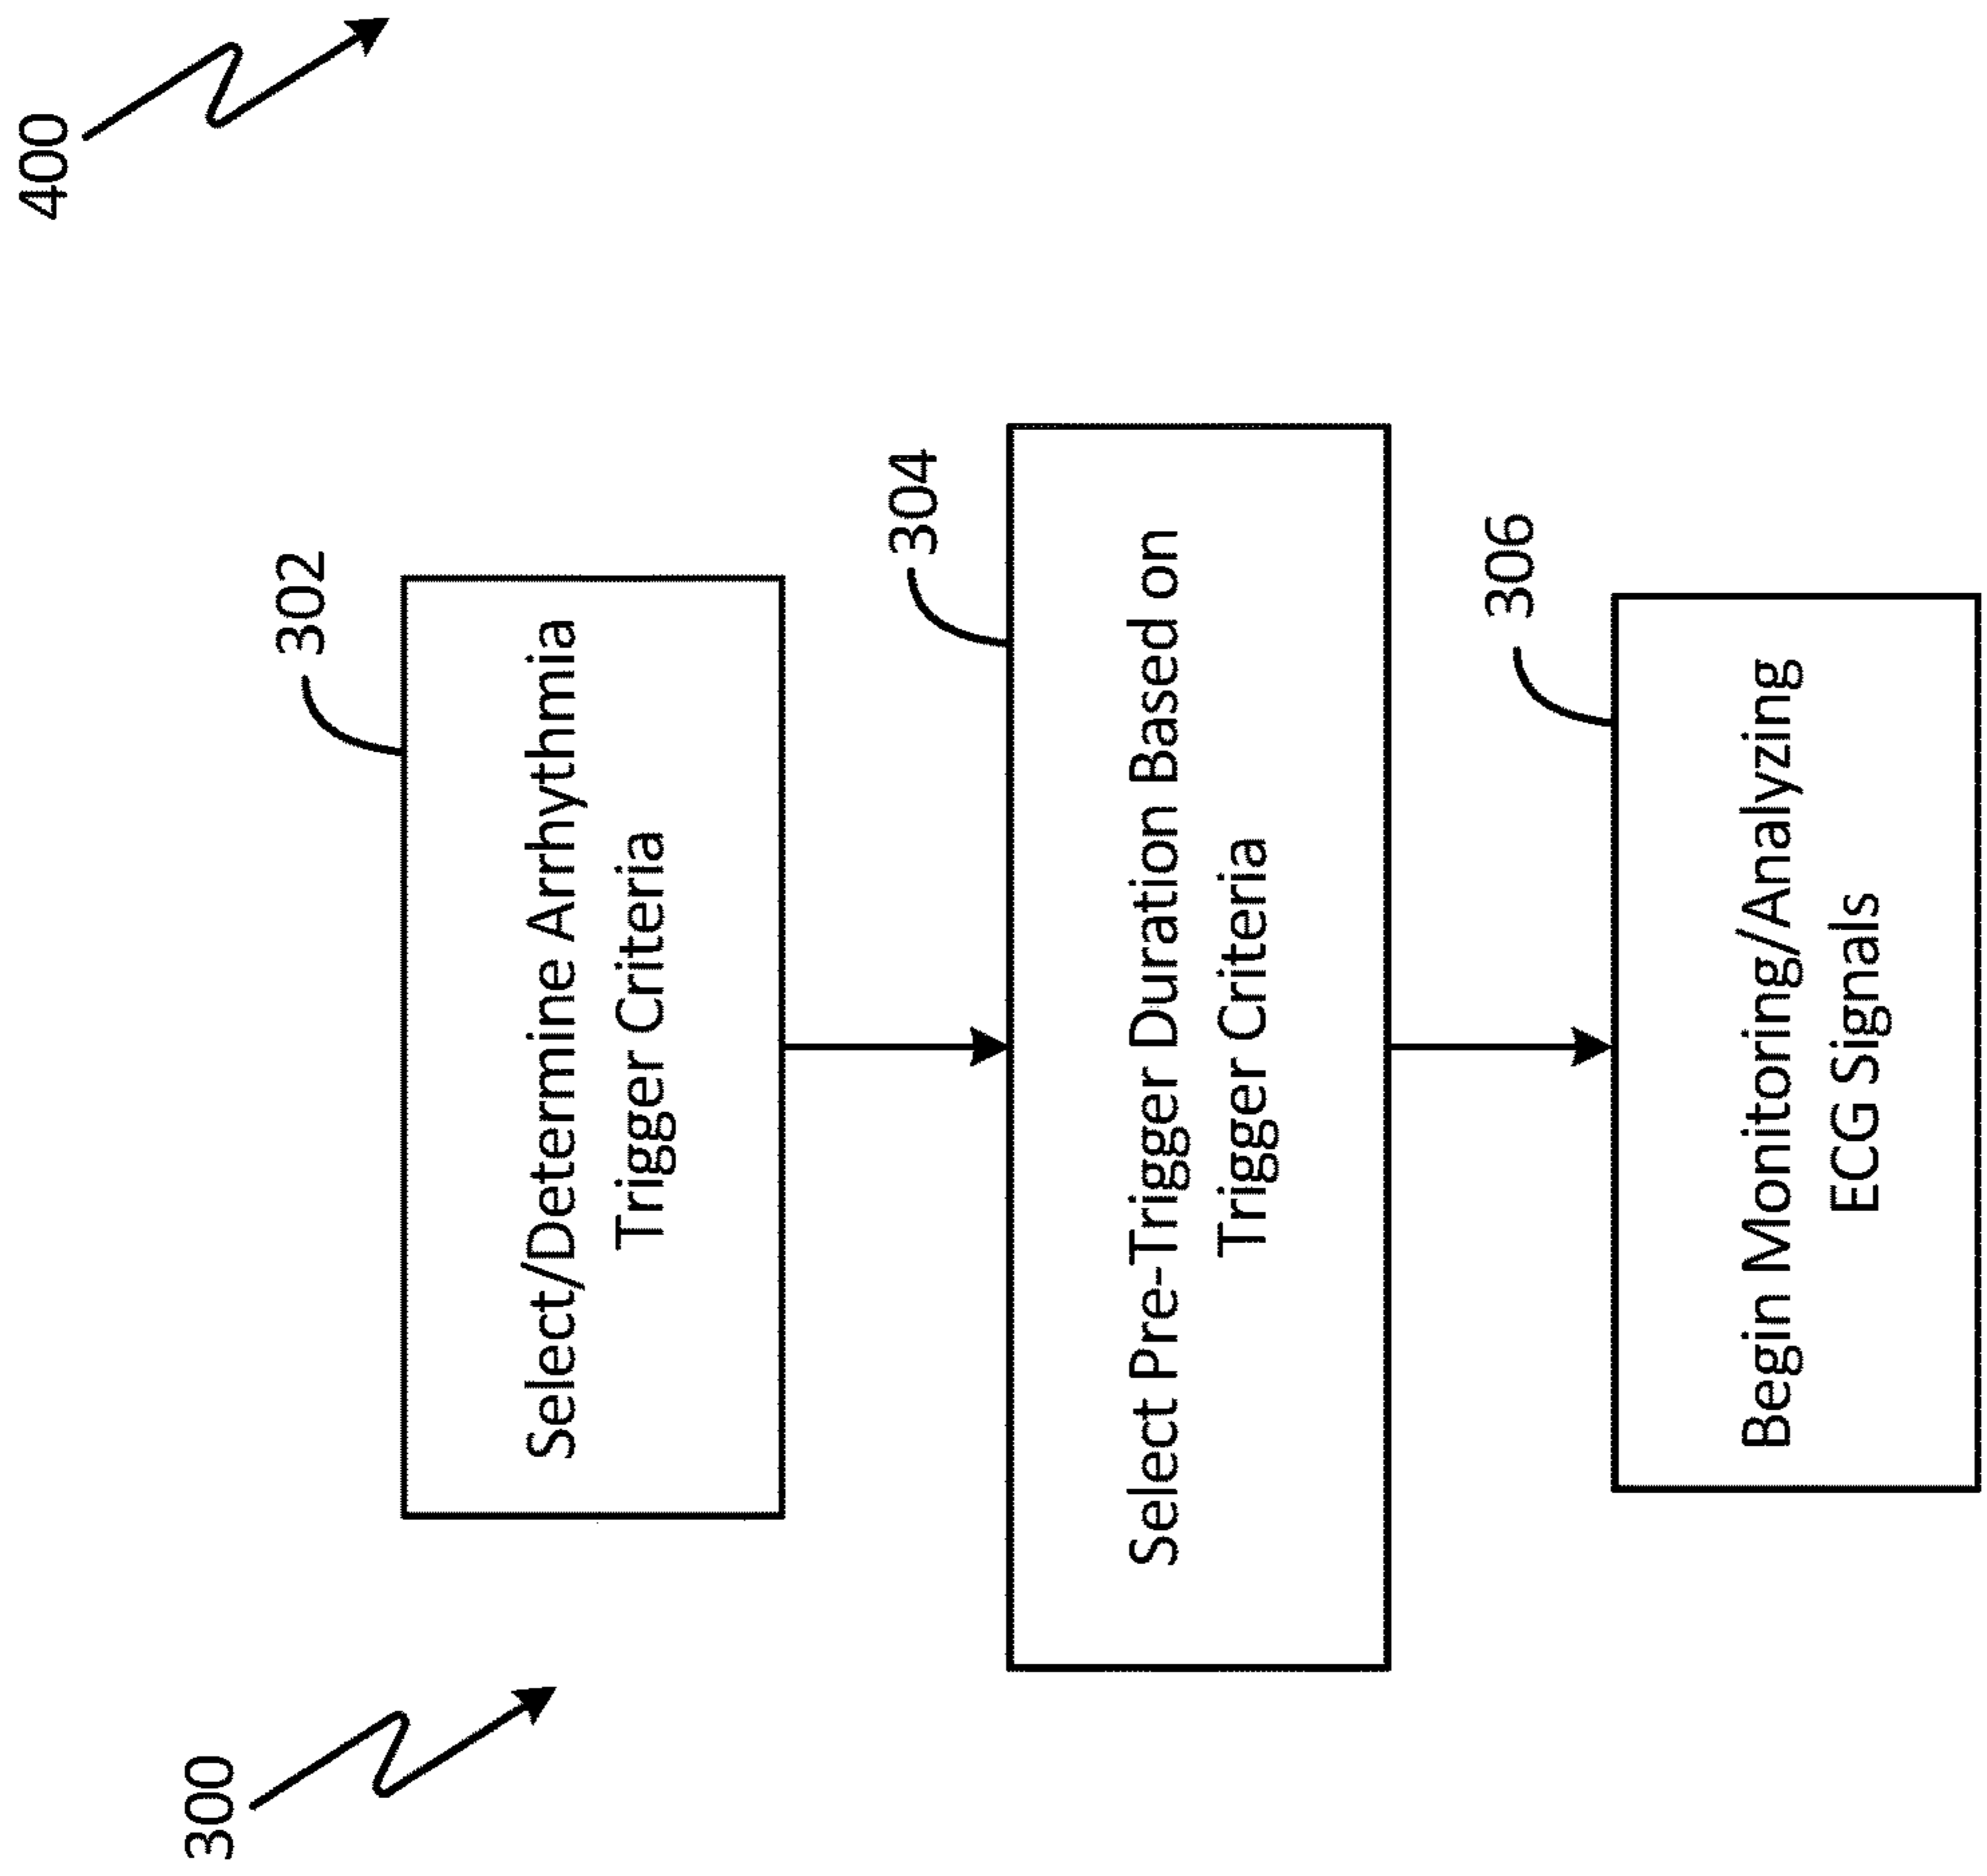 400
300
302
Select/Determine Arrhythmia
Trigger Criteria
304
Select Pre-Trigger Duration Based on
Trigger Criteria
306
Begin Monitoring/Analyzing
ECG Signals